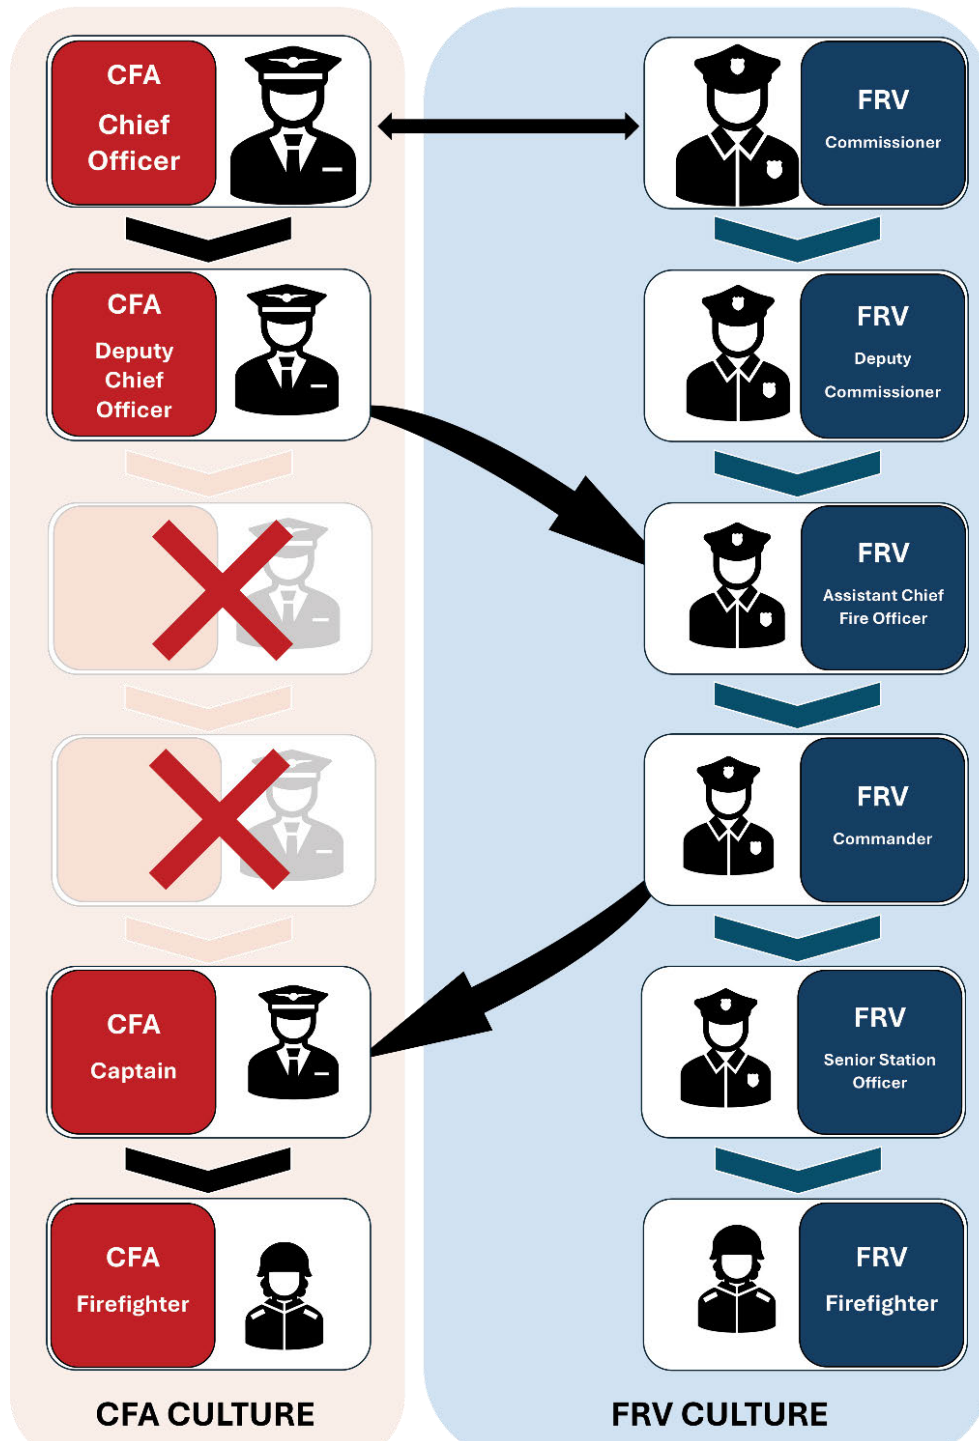 CFA
Chief
Officer
FRV
Commissioner
CFA
Deputy
Chief
Officer
FRV
Deputy
Commissioner
FRV
Assistant Chief
Fire Officer
FRV
Commander
CFA
Captain
FRV
Senior Station
Officer
CFA
Firefighter
FRV
Firefighter
CFA CULTURE
FRV CULTURE